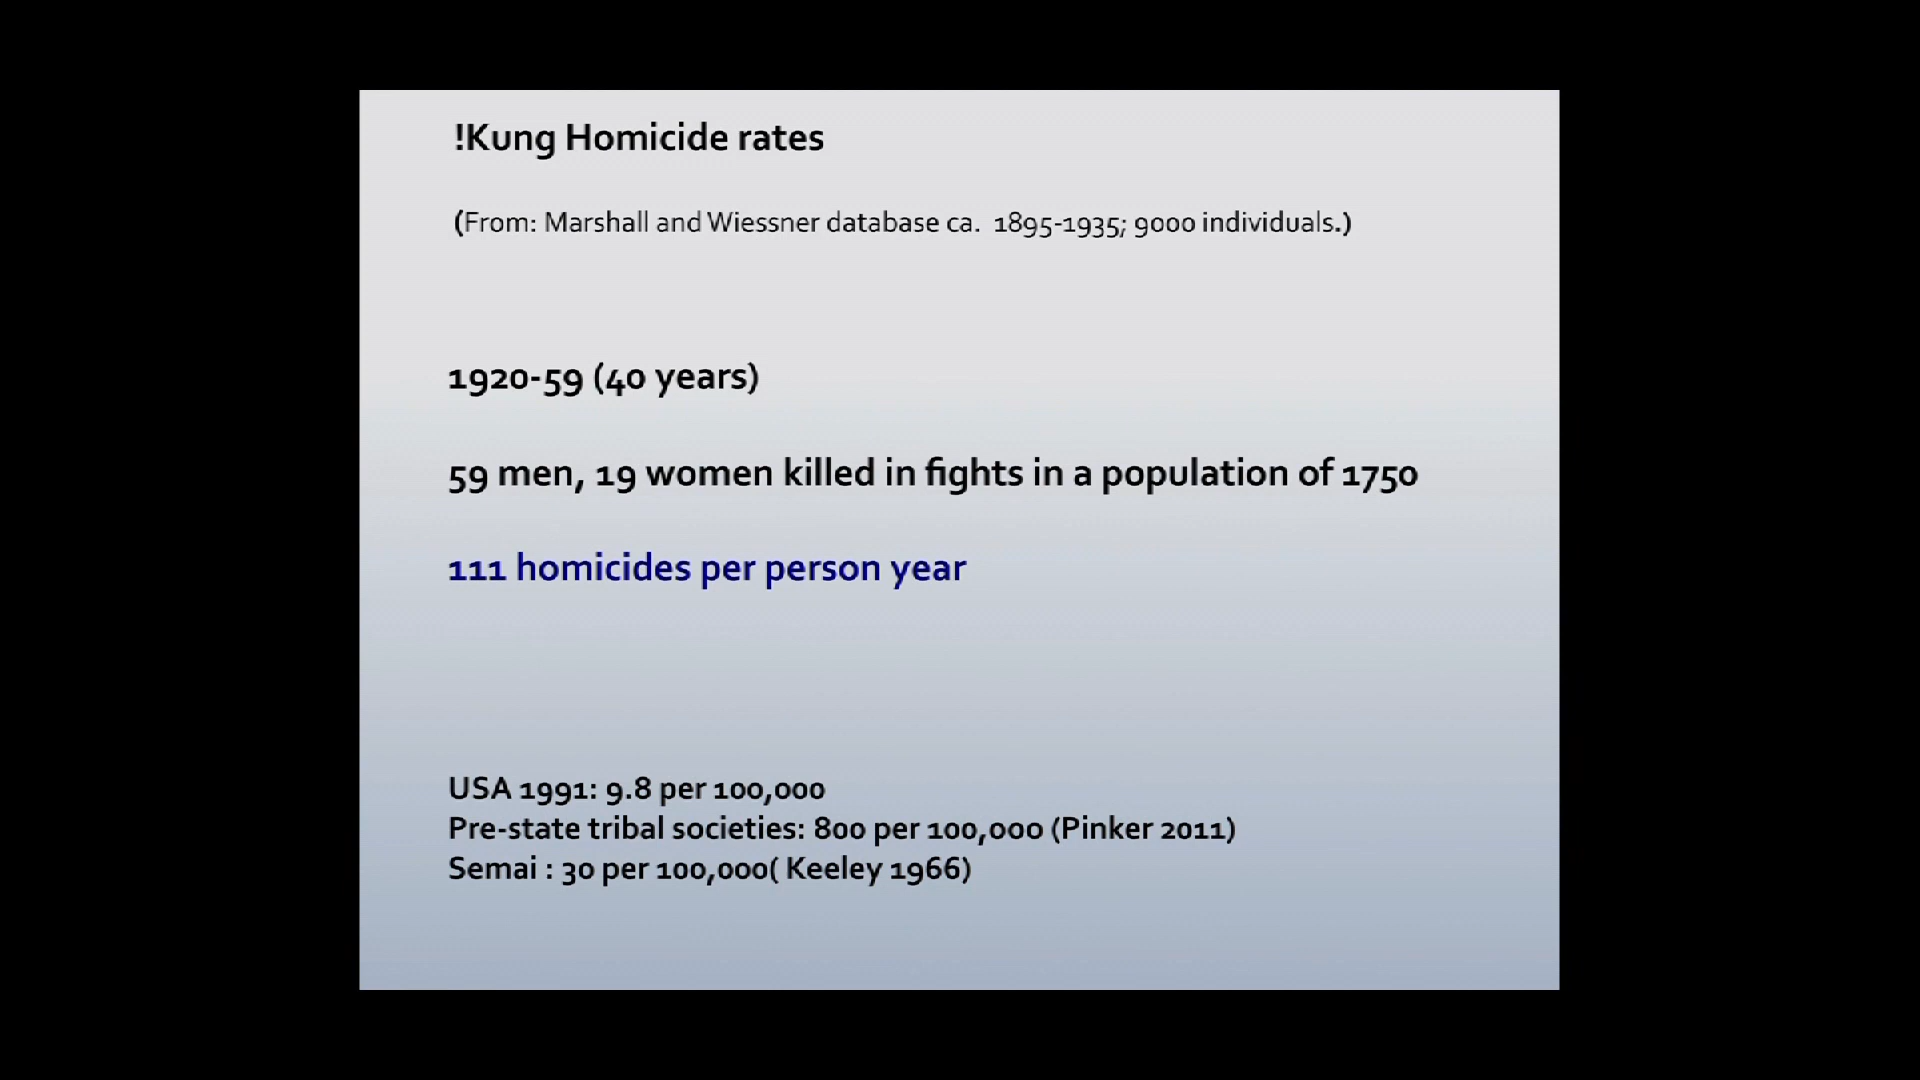 !Kung Homicide rates
(From: Marshall and Wiessner database ca. 1895-1935; 9000 individuals.)
1920-59 (40 years)
59 men, 19 women killed in fights in a population of 1750
111 homicides per person year
USA 1991: 9.8 per 100,000
Pre-state tribal societies: 800 per 100,000 (Pinker 2011)
Semai : 30 per 100,000( Keeley 1966)